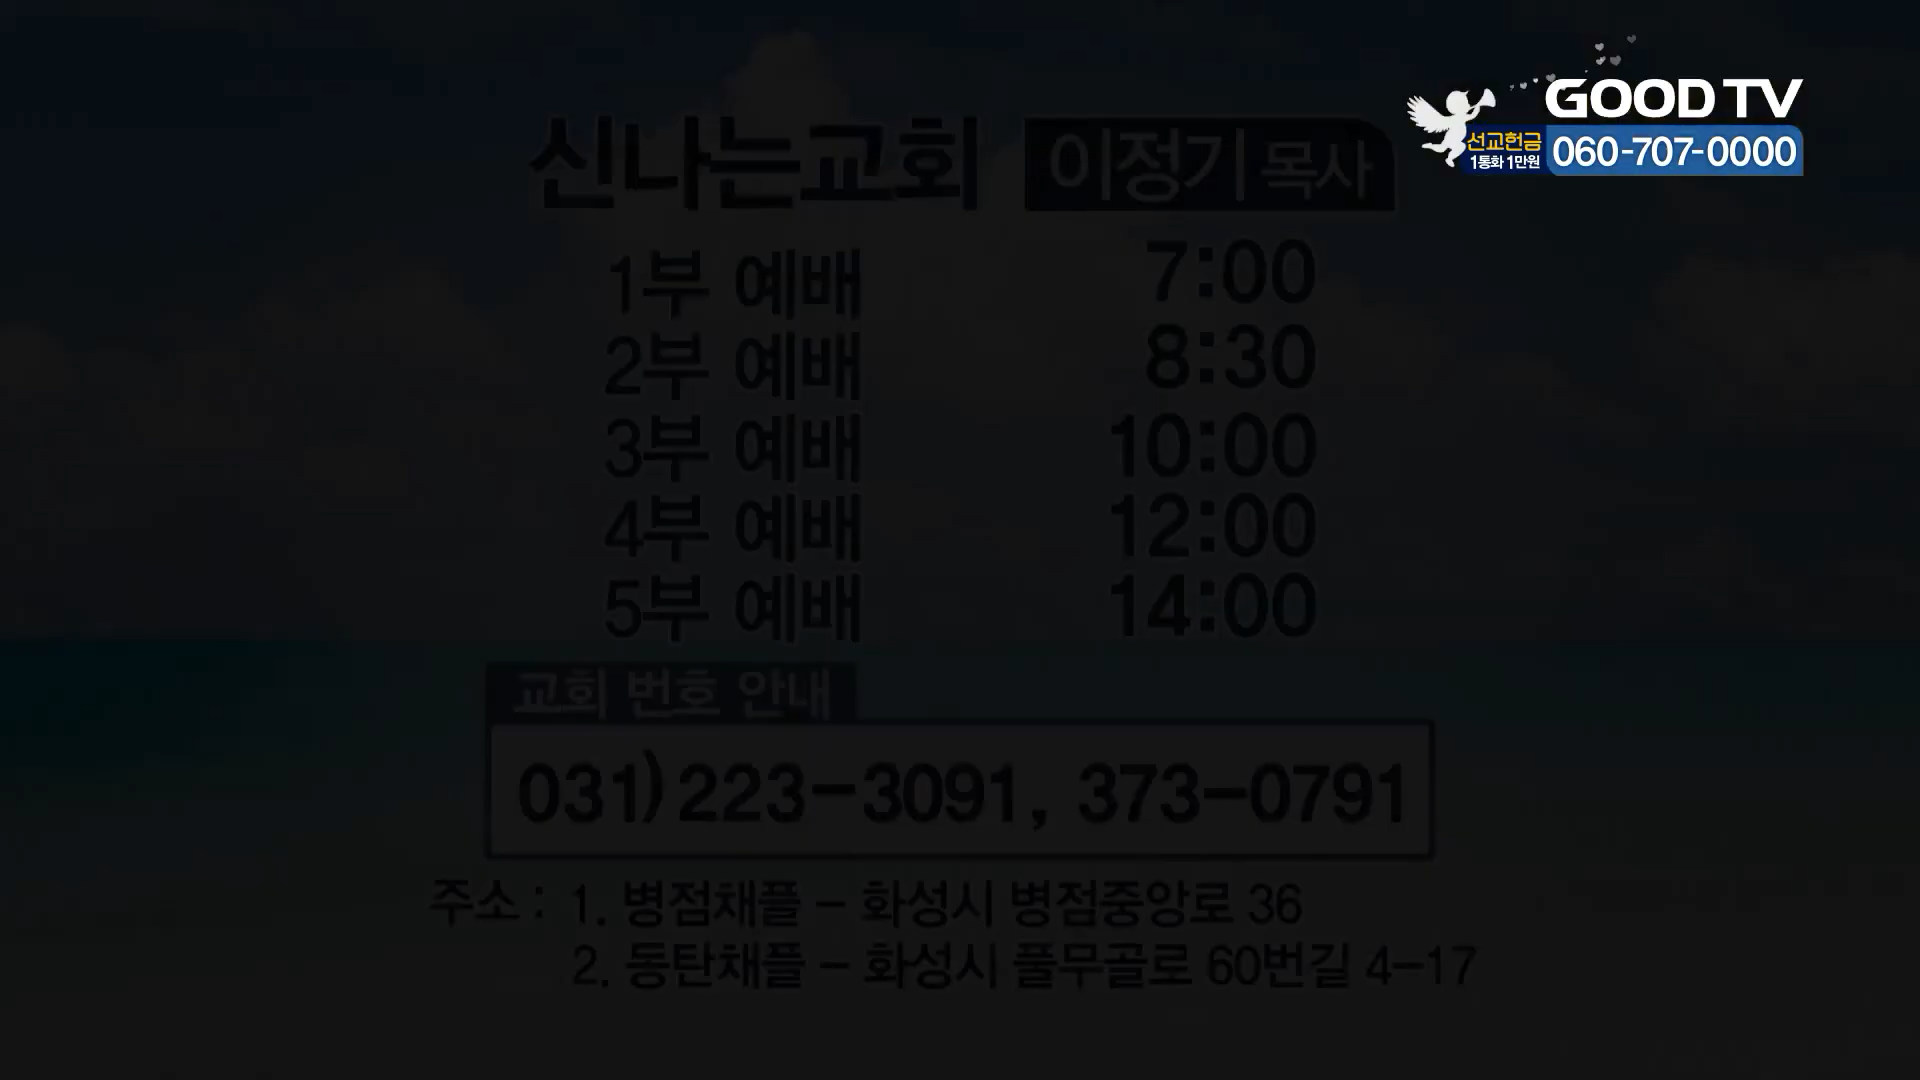 GOOD TV
선교헌금
1통화 1만원
060-707-0000
신나는교회 이정기 목사
1부 예배 7:00
2부 예배 8:30
3부 예배 10:00
4부 예배 12:00
5부 예배 14:00
교회 번호 안내
031)223-3091, 373-0791
주소 : 1. 병점채플 - 화성시 병점중앙로 36
2. 동탄채플 - 화성시 풀무골로 60번길 4-17